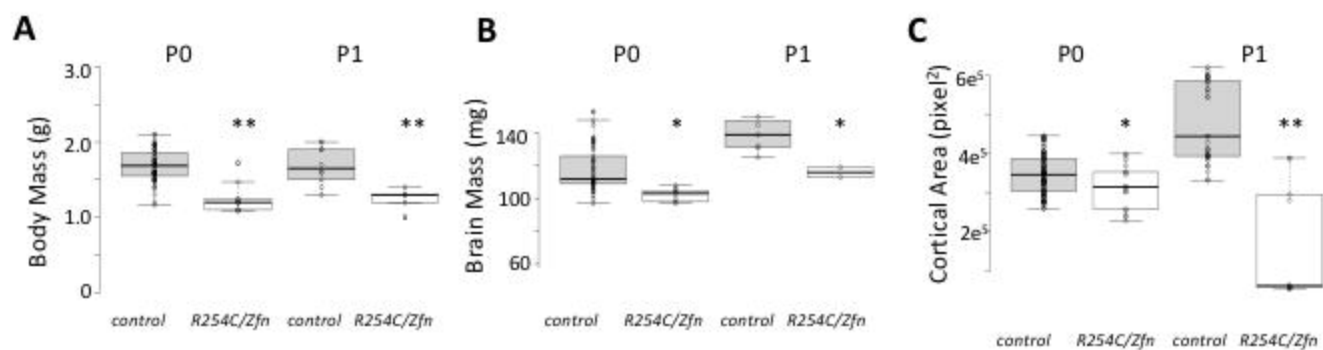 A
B
C
P0
P1
P0
P1
P0
P1
Body Mass (g)
3.0
2.0
1.0
0
**
**
control
R254C/Zfn
control
R254C/Zfn
Brain Mass (mg)
140
100
60
*
*
control
R254C/Zfn
control
R254C/Zfn
Cortical Area (pixel²)
6e⁵
4e⁵
2e⁵
*
**
control
R254C/Zfn
control
R254C/Zfn